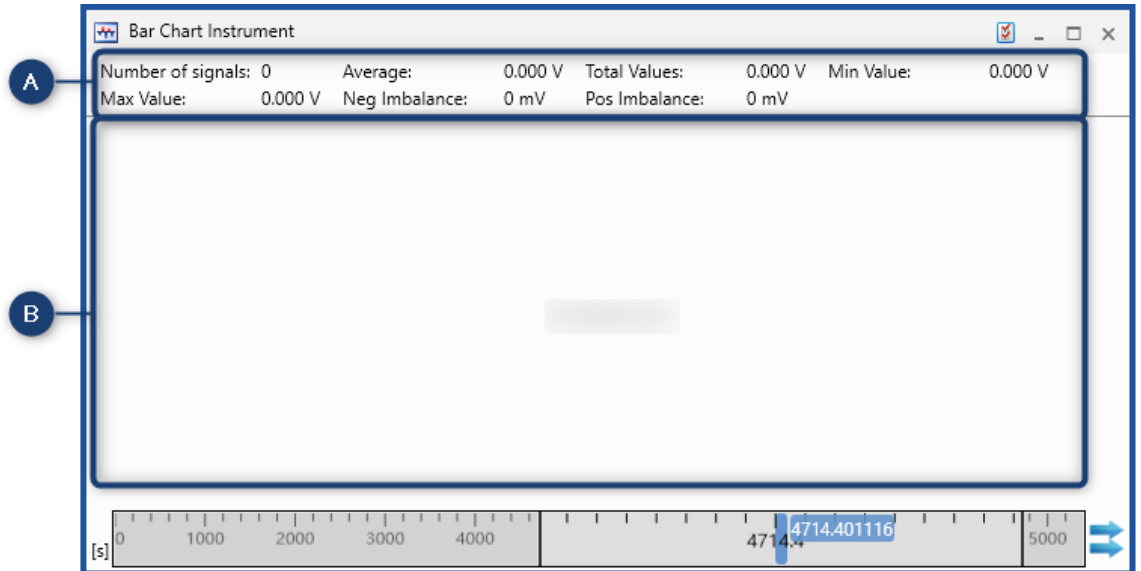 Bar Chart Instrument
A
Number of signals: 0 Average: 0.000 V Total Values: 0.000 V Min Value: 0.000 V
Max Value: 0.000 V Neg Imbalance: 0 mV Pos Imbalance: 0 mV
B
[s] 0 1000 2000 3000 4000 4714.4 4714.401116 5000